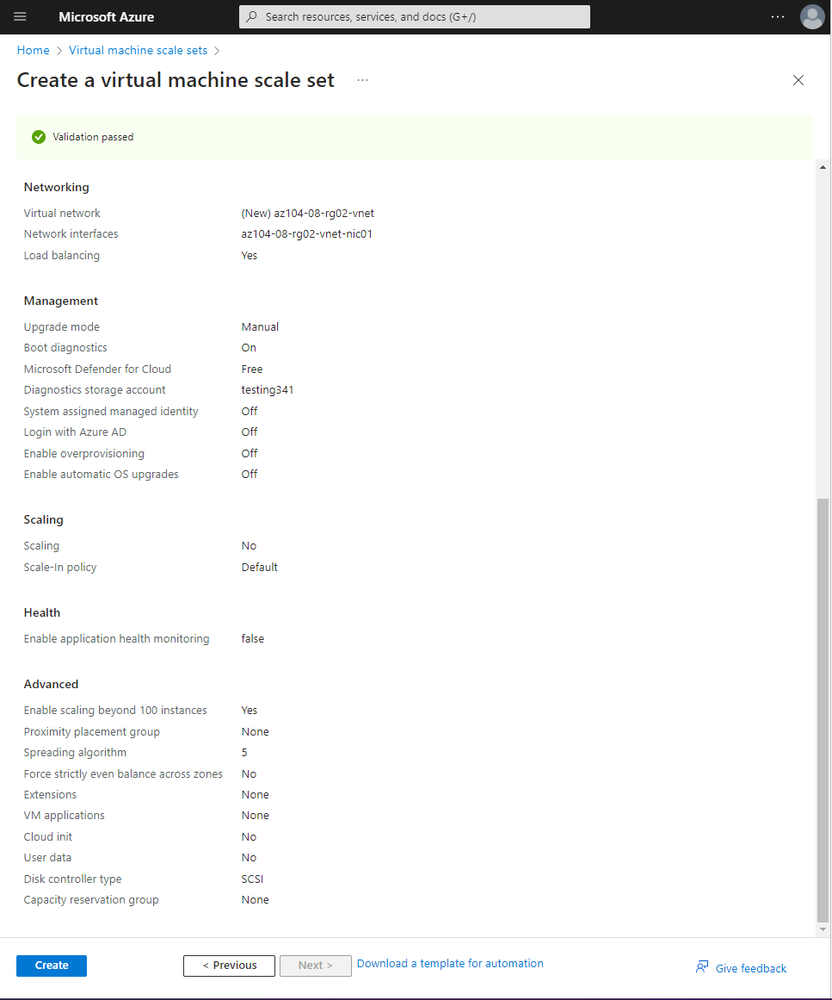 Microsoft Azure
Search resources, services, and docs (G+/)
Home > Virtual machine scale sets >
Create a virtual machine scale set ...
Validation passed
Networking
Virtual network (New) az104-08-rg02-vnet
Network interfaces az104-08-rg02-vnet-nic01
Load balancing Yes
Management
Upgrade mode Manual
Boot diagnostics On
Microsoft Defender for Cloud Free
Diagnostics storage account testing341
System assigned managed identity Off
Login with Azure AD Off
Enable overprovisioning Off
Enable automatic OS upgrades Off
Scaling
Scaling No
Scale-In policy Default
Health
Enable application health monitoring false
Advanced
Enable scaling beyond 100 instances Yes
Proximity placement group None
Spreading algorithm 5
Force strictly even balance across zones No
Extensions None
VM applications None
Cloud init No
User data No
Disk controller type SCSI
Capacity reservation group None
Create < Previous Next > Download a template for automation Give feedback